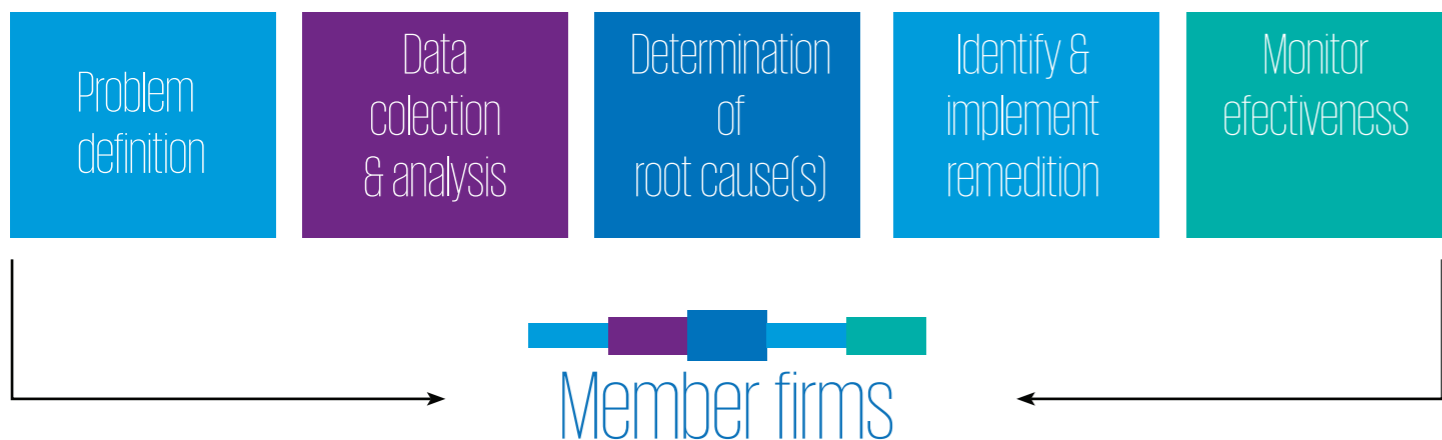 Problem
definition
Data
colection
& analysis
Determination
of
root cause(s)
Identify &
implement
remedition
Monitor
efectiveness
Member firms